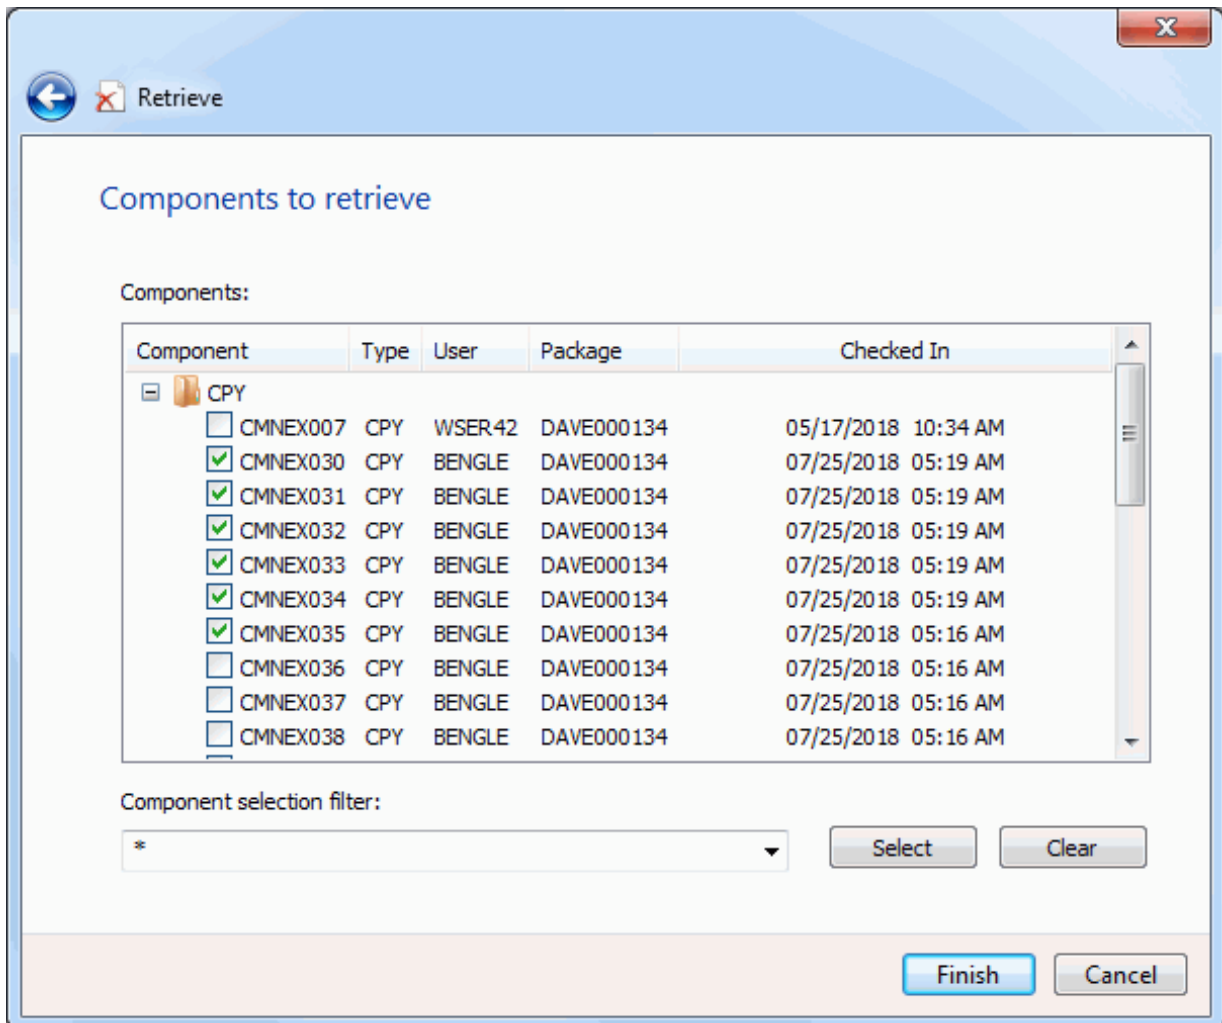 Retrieve
Components to retrieve
Components:
Component Type User Package Checked In
CPY
CMNEX007 CPY WSER42 DAVE000134 05/17/2018 10:34 AM
CMNEX030 CPY BENGLE DAVE000134 07/25/2018 05:19 AM
CMNEX031 CPY BENGLE DAVE000134 07/25/2018 05:19 AM
CMNEX032 CPY BENGLE DAVE000134 07/25/2018 05:19 AM
CMNEX033 CPY BENGLE DAVE000134 07/25/2018 05:19 AM
CMNEX034 CPY BENGLE DAVE000134 07/25/2018 05:19 AM
CMNEX035 CPY BENGLE DAVE000134 07/25/2018 05:16 AM
CMNEX036 CPY BENGLE DAVE000134 07/25/2018 05:16 AM
CMNEX037 CPY BENGLE DAVE000134 07/25/2018 05:16 AM
CMNEX038 CPY BENGLE DAVE000134 07/25/2018 05:16 AM
Component selection filter:
* Select Clear
Finish Cancel